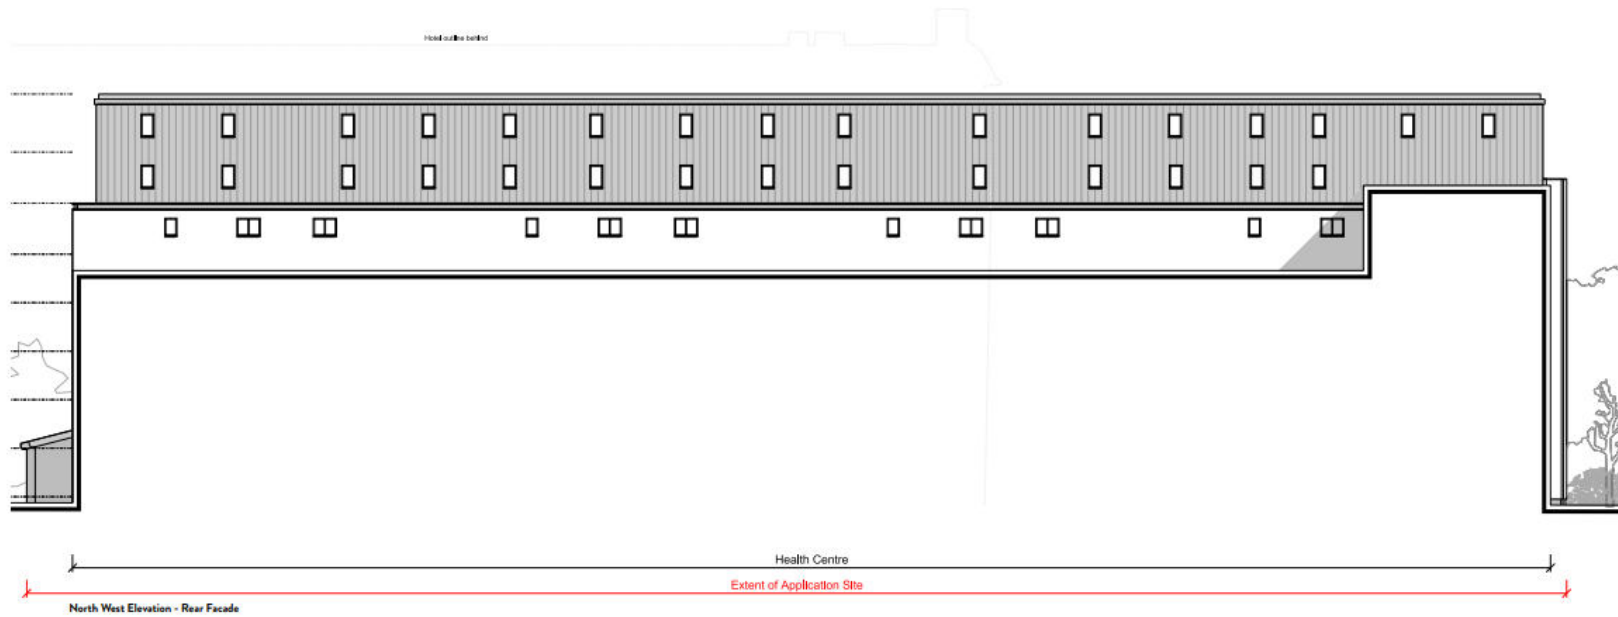 Hotel outline behind
Health Centre
Extent of Application Site
North West Elevation - Rear Facade